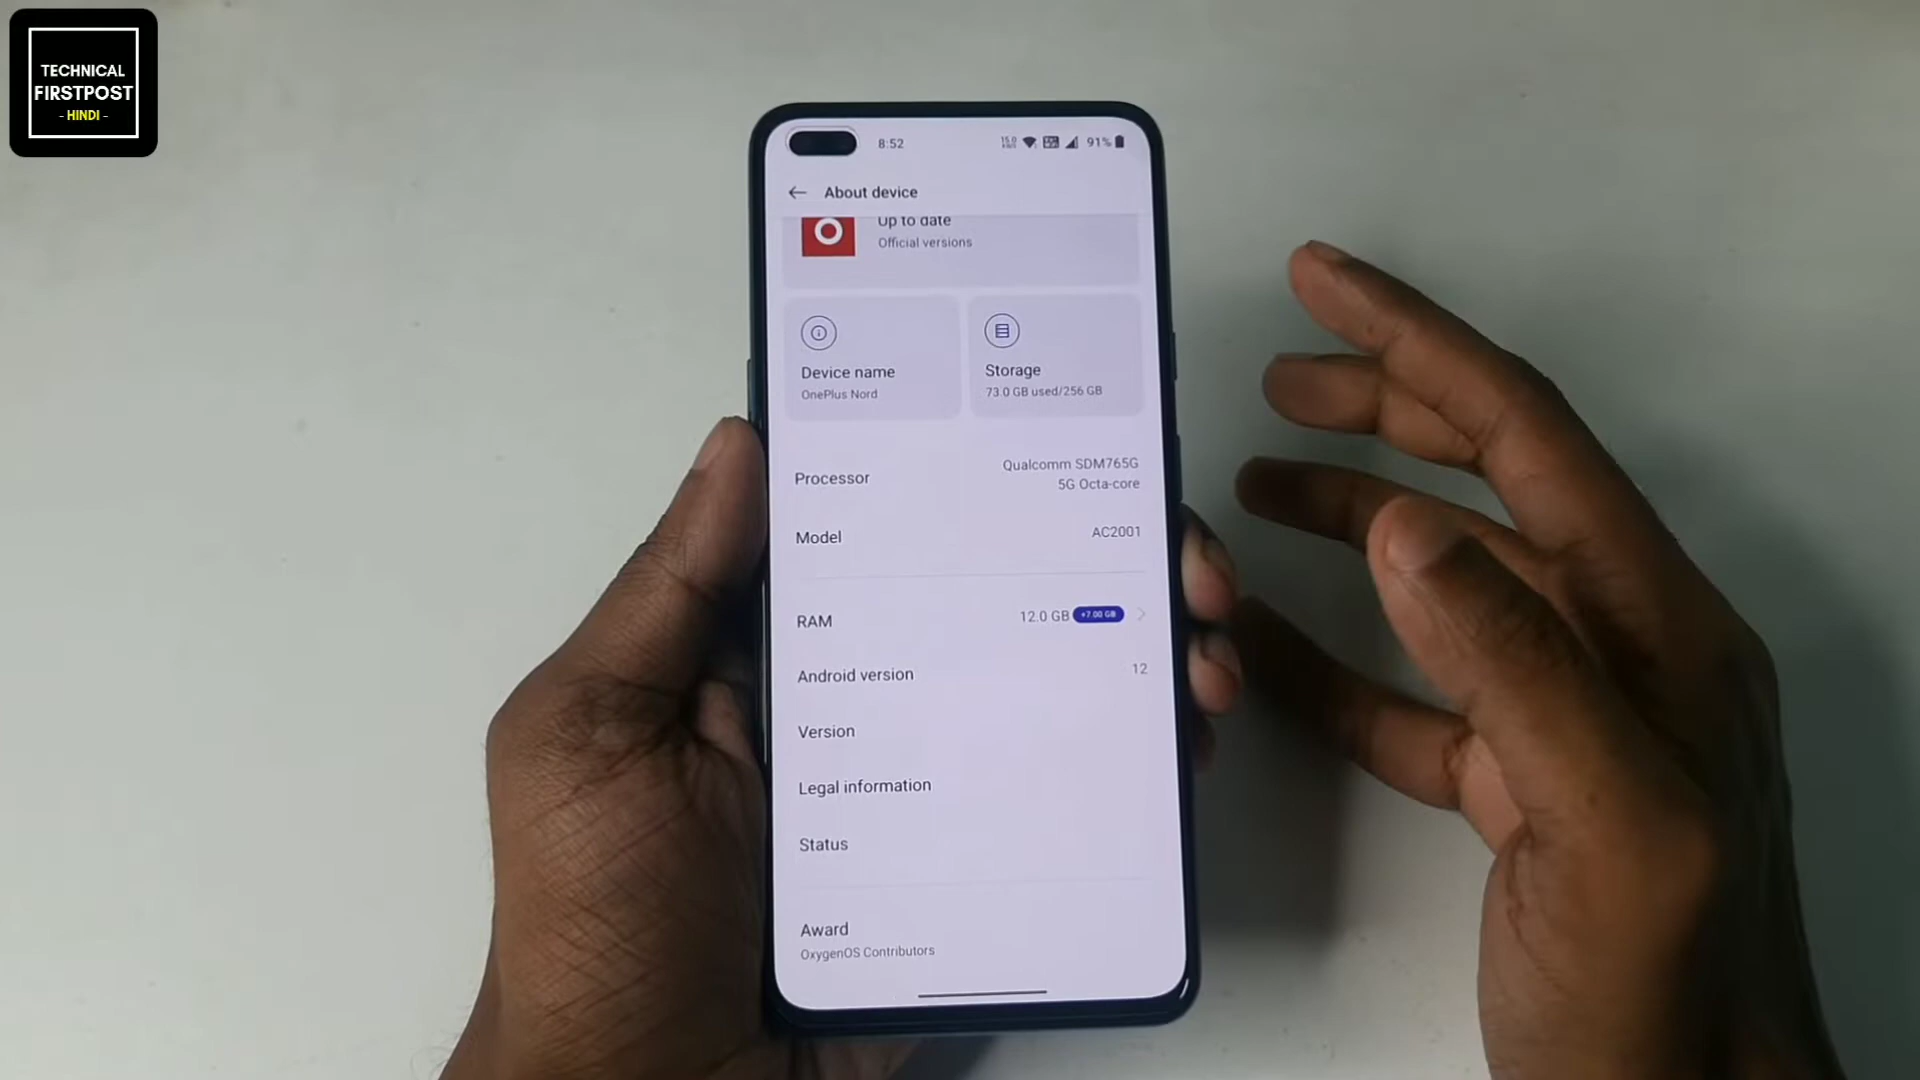 TECHNICAL
FIRSTPOST
- HINDI -
8:52
91%
About device
Up to date
Official versions
Device name
OnePlus Nord
Storage
73.0 GB used/256 GB
Processor
Qualcomm SDM765G
5G Octa-core
Model
AC2001
RAM
12.0 GB +7.00 GB
Android version
12
Version
Legal information
Status
Award
OxygenOS Contributors